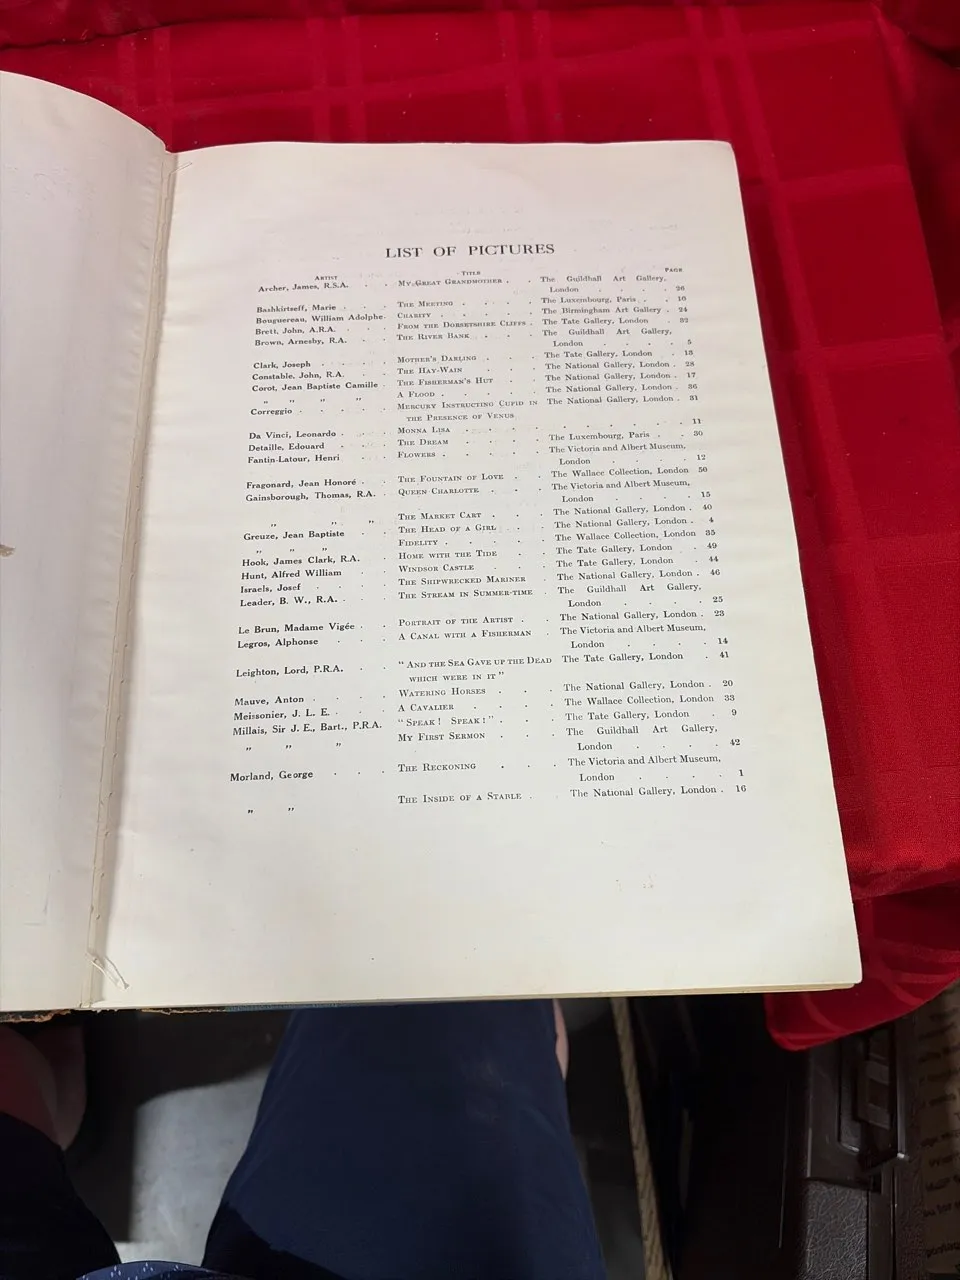 LIST OF PICTURES
ARTIST TITLE PAGE
Archer, James, R.S.A. . . MY GREAT GRANDMOTHER . . The Guildhall Art Gallery,
London . . . . 26
Bashkirtseff, Marie . . . THE MEETING . . . . The Luxembourg, Paris . . 16
Bouguereau, William Adolphe . CHARITY . . . . . The Birmingham Art Gallery . 24
Brett, John, A.R.A. . . . FROM THE DORSETSHIRE CLIFFS . The Tate Gallery, London . 32
Brown, Arnesby, R.A. . . THE RIVER BANK . . . The Guildhall Art Gallery,
London . . . . 5
Clark, Joseph . . . . MOTHER'S DARLING . . . The Tate Gallery, London . 13
Constable, John, R.A. . . THE HAY-WAIN . . . The National Gallery, London . 28
Corot, Jean Baptiste Camille . THE FISHERMAN'S HUT . . The National Gallery, London . 17
„ „ „ „ A FLOOD . . . . . The National Gallery, London . 36
Correggio . . . . . MERCURY INSTRUCTING CUPID IN The National Gallery, London . 31
THE PRESENCE OF VENUS
Da Vinci, Leonardo . . . MONNA LISA . . . . . . . . . 11
Detaille, Edouard . . . THE DREAM . . . . The Luxembourg, Paris . . 30
Fantin-Latour, Henri . . FLOWERS . . . . . The Victoria and Albert Museum,
London . . . . 12
Fragonard, Jean Honoré . . THE FOUNTAIN OF LOVE . . The Wallace Collection, London 50
Gainsborough, Thomas, R.A. . QUEEN CHARLOTTE . . . The Victoria and Albert Museum,
London . . . . 15
„ „ „ THE MARKET CART . . . The National Gallery, London . 40
Greuze, Jean Baptiste . . THE HEAD OF A GIRL . . The National Gallery, London . 4
„ „ „ FIDELITY . . . . . The Wallace Collection, London 35
Hook, James Clark, R.A. . HOME WITH THE TIDE . . The Tate Gallery, London . 49
Hunt, Alfred William . . WINDSOR CASTLE . . . The Tate Gallery, London . 44
Israels, Josef . . . . THE SHIPWRECKED MARINER . The National Gallery, London . 46
Leader, B. W., R.A. . . . THE STREAM IN SUMMER-TIME . The Guildhall Art Gallery,
London . . . . 25
Le Brun, Madame Vigée . . PORTRAIT OF THE ARTIST . . The National Gallery, London . 23
Legros, Alphonse . . . A CANAL WITH A FISHERMAN . The Victoria and Albert Museum,
London . . . . 14
Leighton, Lord, P.R.A. . . "AND THE SEA GAVE UP THE DEAD The Tate Gallery, London . 41
WHICH WERE IN IT"
Mauve, Anton . . . . WATERING HORSES . . . The National Gallery, London . 20
Meissonier, J. L. E. . . . A CAVALIER . . . . The Wallace Collection, London 33
Millais, Sir J. E., Bart., P.R.A. "SPEAK! SPEAK!" . . . The Tate Gallery, London . 9
„ „ „ MY FIRST SERMON . . . The Guildhall Art Gallery,
London . . . . 42
Morland, George . . . THE RECKONING . . . . The Victoria and Albert Museum,
London . . . . 1
„ „ THE INSIDE OF A STABLE . . The National Gallery, London . 16